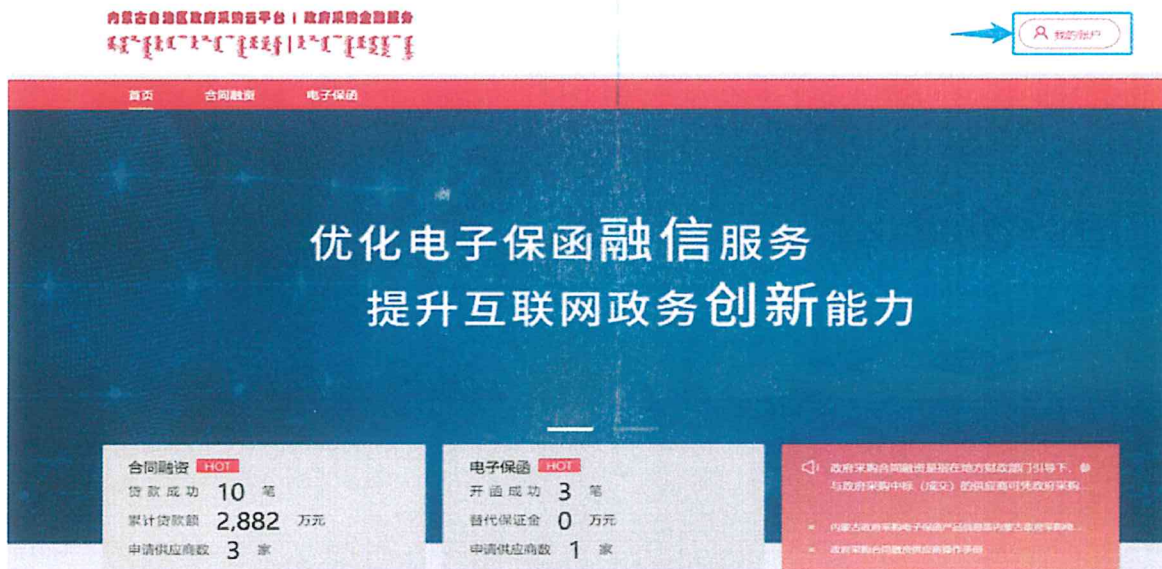 内蒙古自治区政府采购云平台 | 政府采购金融服务
我的账户
首页 合同融资 电子保函
优化电子保函融信服务
提升互联网政务创新能力
合同融资 HOT
贷款成功 10 笔
累计贷款额 2,882 万元
申请供应商数 3 家
电子保函 HOT
开函成功 3 笔
替代保证金 0 万元
申请供应商数 1 家
政府采购合同融资是指在地方财政部门引导下，参
与政府采购中标（成交）的供应商可凭政府采购...
内蒙古政府采购电子保函产品信息表内蒙古政府采购电...
政府采购合同融资供应商操作手册